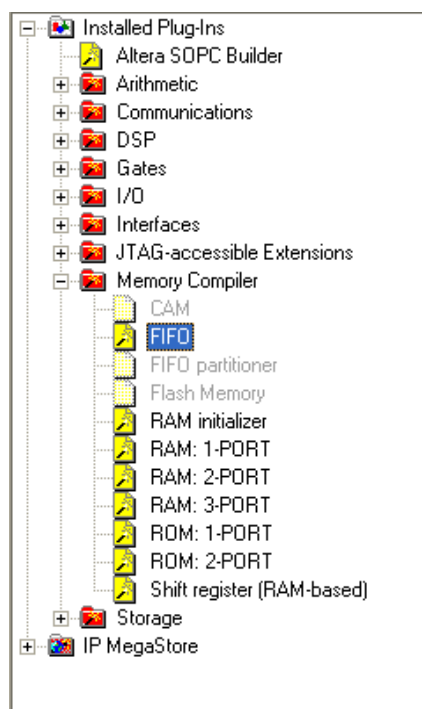 Installed Plug-Ins
Altera SOPC Builder
Arithmetic
Communications
DSP
Gates
I/O
Interfaces
JTAG-accessible Extensions
Memory Compiler
CAM
FIFO
FIFO partitioner
Flash Memory
RAM initializer
RAM: 1-PORT
RAM: 2-PORT
RAM: 3-PORT
ROM: 1-PORT
ROM: 2-PORT
Shift register (RAM-based)
Storage
IP MegaStore